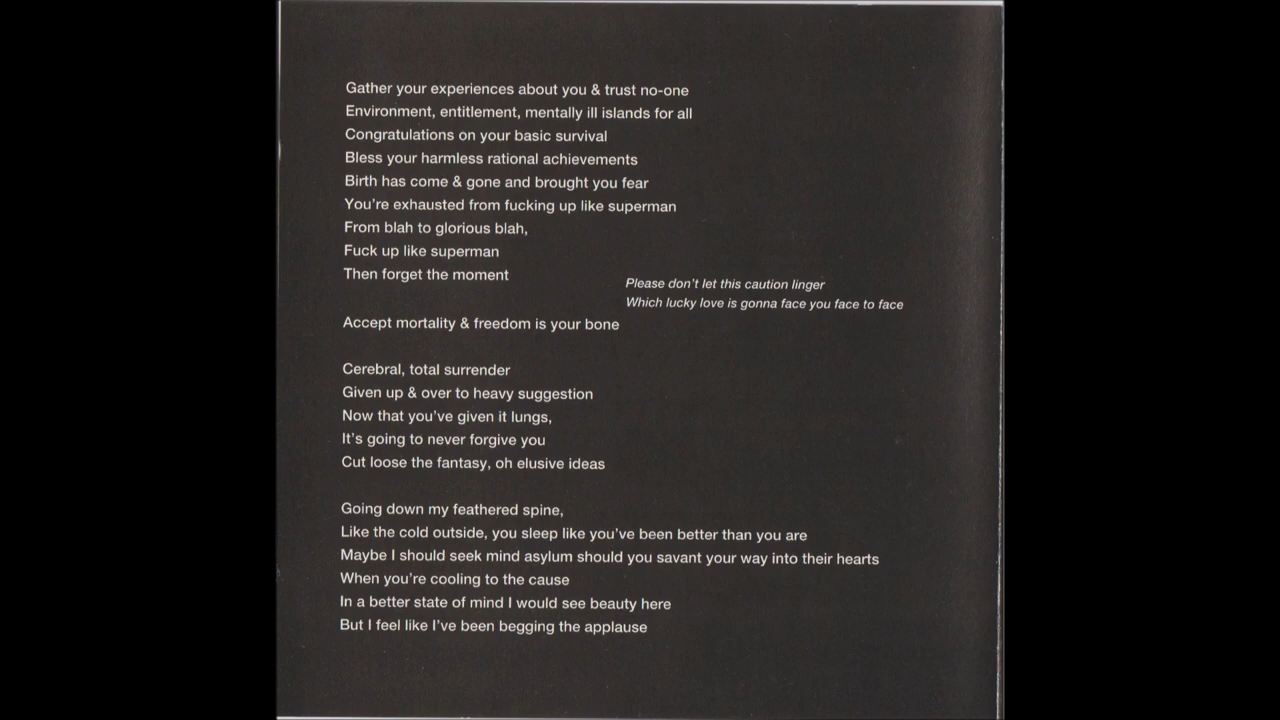 Gather your experiences about you & trust no-one
Environment, entitlement, mentally ill islands for all
Congratulations on your basic survival
Bless your harmless rational achievements
Birth has come & gone and brought you fear
You're exhausted from fucking up like superman
From blah to glorious blah,
Fuck up like superman
Then forget the moment
Please don't let this caution linger
Which lucky love is gonna face you face to face
Accept mortality & freedom is your bone
Cerebral, total surrender
Given up & over to heavy suggestion
Now that you've given it lungs,
It's going to never forgive you
Cut loose the fantasy, oh elusive ideas
Going down my feathered spine,
Like the cold outside, you sleep like you've been better than you are
Maybe I should seek mind asylum should you savant your way into their hearts
When you're cooling to the cause
In a better state of mind I would see beauty here
But I feel like I've been begging the applause